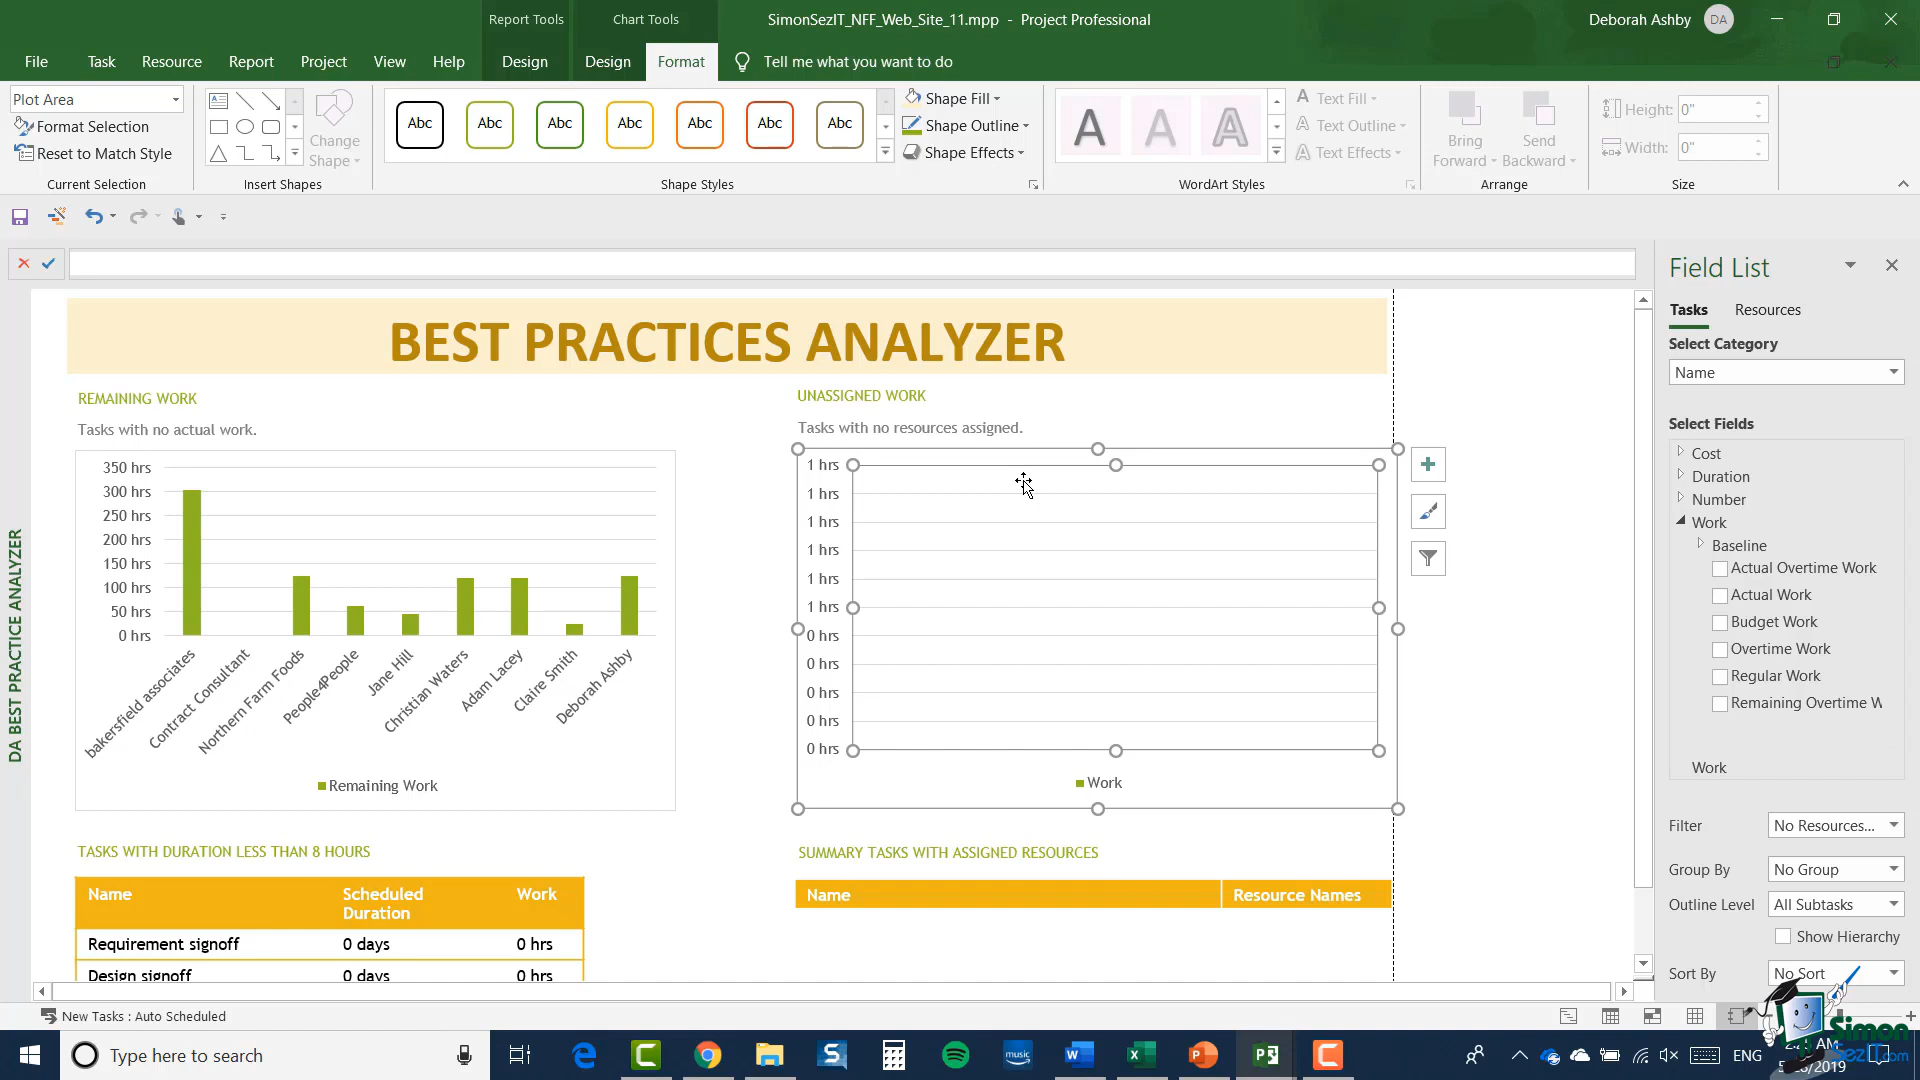 Report Tools
Chart Tools
SimonSezIT_NFF_Web_Site_11.mpp - Project Professional
Deborah Ashby
DA
File
Task
Resource
Report
Project
View
Help
Design
Design
Format
Tell me what you want to do
Plot Area
Format Selection
Reset to Match Style
Current Selection
Change Shape
Insert Shapes
Abc
Abc
Abc
Abc
Abc
Abc
Abc
Shape Fill
Shape Outline
Shape Effects
Shape Styles
A
A
A
Text Fill
Text Outline
Text Effects
WordArt Styles
Bring Forward
Send Backward
Arrange
Height: 0"
Width: 0"
Size
DA BEST PRACTICE ANALYZER
BEST PRACTICES ANALYZER
REMAINING WORK
Tasks with no actual work.
350 hrs
300 hrs
250 hrs
200 hrs
150 hrs
100 hrs
50 hrs
0 hrs
bakersfield associates
Contract Consultant
Northern Farm Foods
People4People
Jane Hill
Christian Waters
Adam Lacey
Claire Smith
Deborah Ashby
Remaining Work
UNASSIGNED WORK
Tasks with no resources assigned.
1 hrs
1 hrs
1 hrs
1 hrs
1 hrs
1 hrs
0 hrs
0 hrs
0 hrs
0 hrs
0 hrs
Work
TASKS WITH DURATION LESS THAN 8 HOURS
Name Scheduled Duration Work
Requirement signoff 0 days 0 hrs
Design signoff 0 days 0 hrs
SUMMARY TASKS WITH ASSIGNED RESOURCES
Name Resource Names
Field List
Tasks Resources
Select Category
Name
Select Fields
Cost
Duration
Number
Work
Baseline
Actual Overtime Work
Actual Work
Budget Work
Overtime Work
Regular Work
Remaining Overtime W
Work
Filter No Resources...
Group By No Group
Outline Level All Subtasks
Show Hierarchy
Sort By No Sort
New Tasks : Auto Scheduled
Simon
SezIT.com
Type here to search
music
ENG